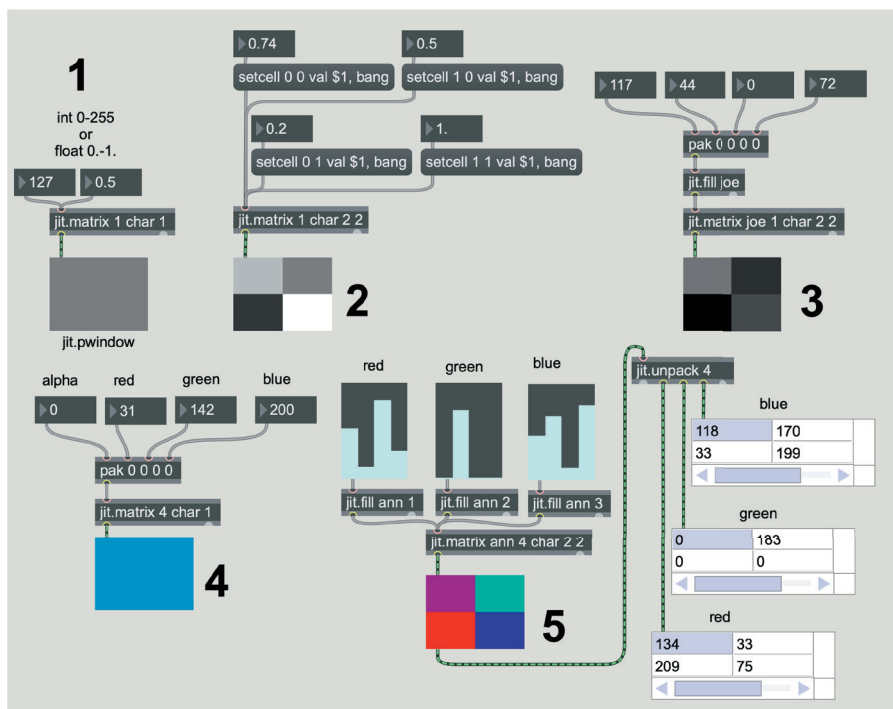 1
int 0-255
or
float 0.-1.
127 0.5
jit.matrix 1 char 1
jit.pwindow
0.74 0.5
setcell 0 0 val $1, bang setcell 1 0 val $1, bang
0.2 1.
setcell 0 1 val $1, bang setcell 1 1 val $1, bang
jit.matrix 1 char 2 2
2
117 44 0 72
pak 0 0 0 0
jit.fill joe
jit.matrix joe 1 char 2 2
3
alpha red green blue
0 31 142 200
pak 0 0 0 0
jit.matrix 4 char 1
4
red green blue
jit.fill ann 1 jit.fill ann 2 jit.fill ann 3
jit.matrix ann 4 char 2 2
5
jit.unpack 4
blue
118 170
33 199
green
0 183
0 0
red
134 33
209 75